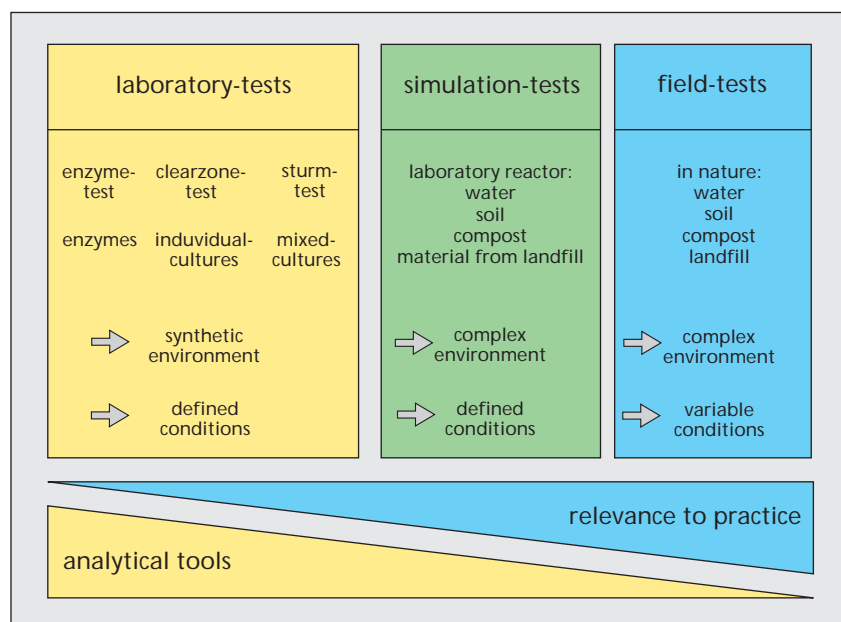 laboratory-tests
enzyme-
test
clearzone-
test
sturm-
test
enzymes
induvidual-
cultures
mixed-
cultures
synthetic
environment
defined
conditions
simulation-tests
laboratory reactor:
water
soil
compost
material from landfill
complex
environment
defined
conditions
field-tests
in nature:
water
soil
compost
landfill
complex
environment
variable
conditions
relevance to practice
analytical tools